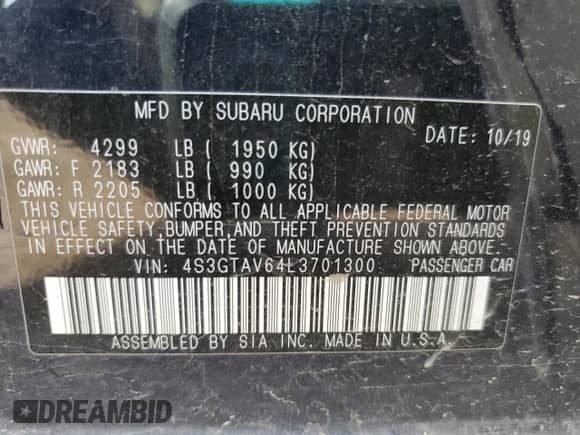 MFD BY SUBARU CORPORATION
DATE: 10/19
GVWR: 4299 LB ( 1950 KG)
GAWR: F 2183 LB ( 990 KG)
GAWR: R 2205 LB ( 1000 KG)
THIS VEHICLE CONFORMS TO ALL APPLICABLE FEDERAL MOTOR
VEHICLE SAFETY,BUMPER,AND THEFT PREVENTION STANDARDS
IN EFFECT ON THE DATE OF MANUFACTURE SHOWN ABOVE.
VIN: 4S3GTAV64L3701300 PASSENGER CAR
ASSEMBLED BY SIA INC. MADE IN U.S.A.
DREAMBID